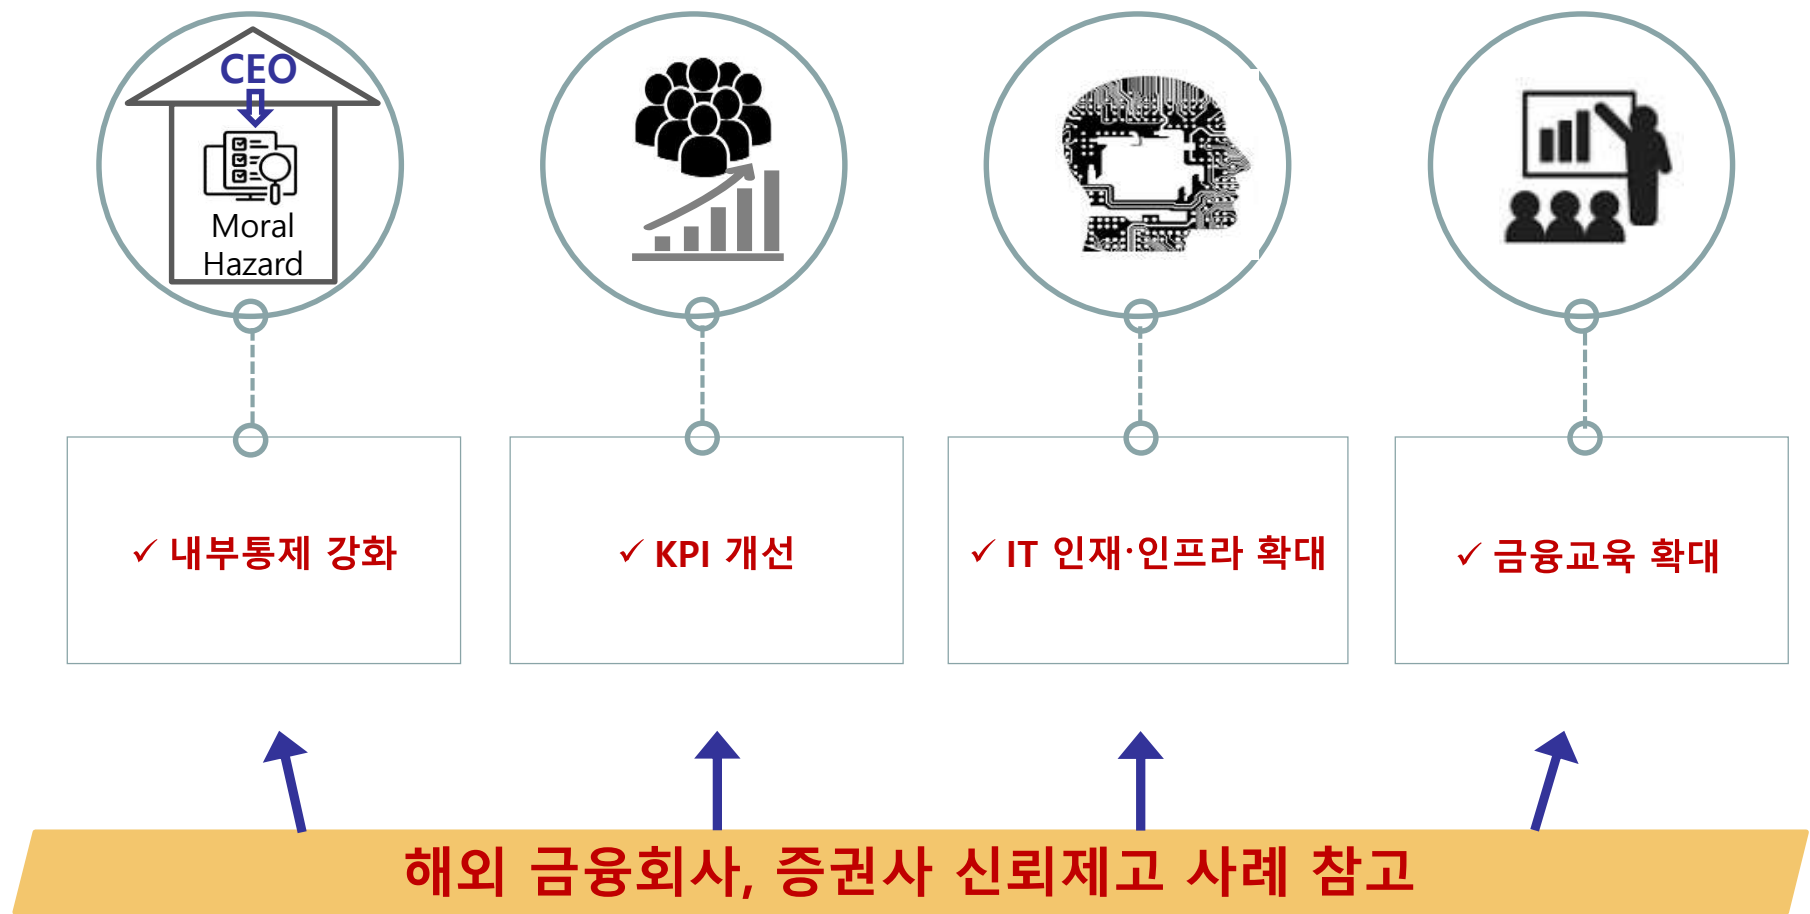 CEO
Moral
Hazard
✓ 내부통제 강화
✓ KPI 개선
✓ IT 인재·인프라 확대
✓ 금융교육 확대
해외 금융회사, 증권사 신뢰제고 사례 참고